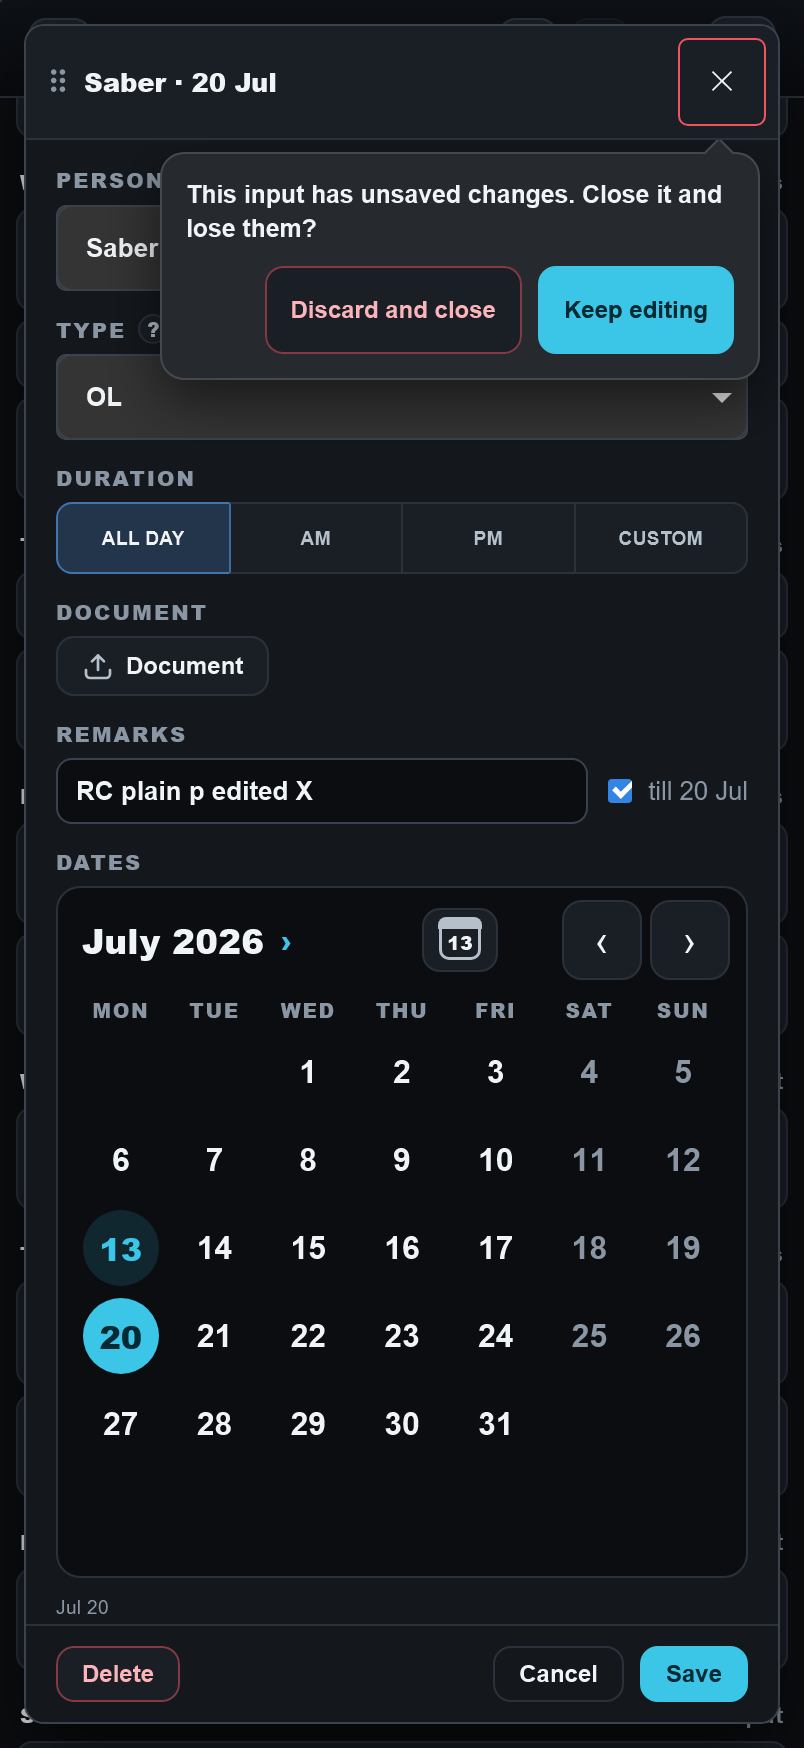 Saber · 20 Jul
This input has unsaved changes. Close it and
lose them?
Discard and close
Keep editing
PERSON
Saber
TYPE ?
OL
DURATION
ALL DAY AM PM CUSTOM
DOCUMENT
Document
REMARKS
RC plain p edited X
till 20 Jul
DATES
July 2026 › 13 ‹ ›
MON TUE WED THU FRI SAT SUN
1 2 3 4 5
6 7 8 9 10 11 12
13 14 15 16 17 18 19
20 21 22 23 24 25 26
27 28 29 30 31
Jul 20
Delete Cancel Save